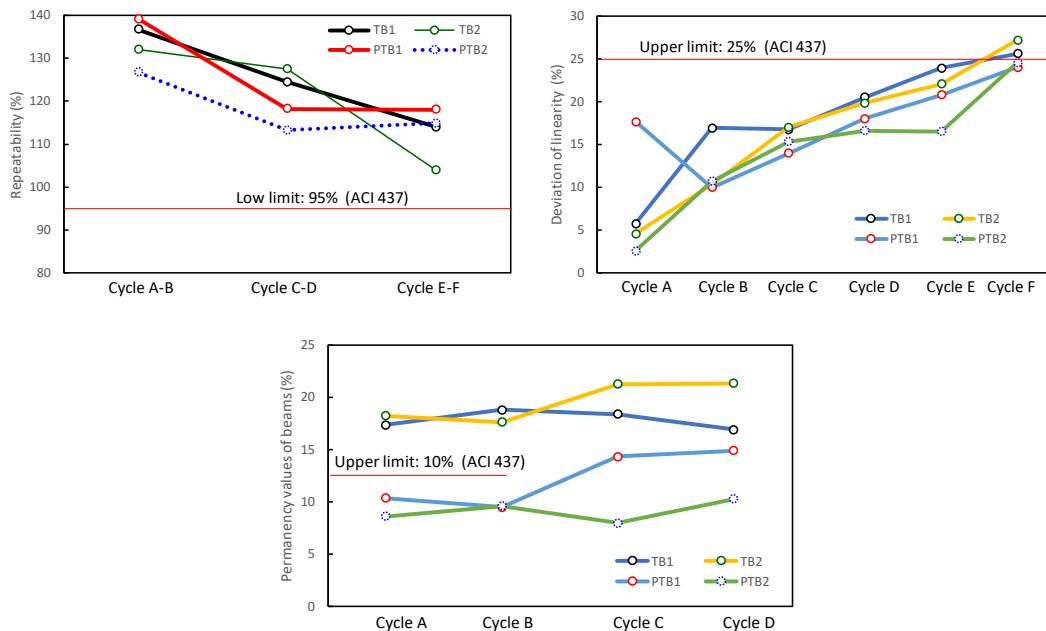 Repeatability (%)
140
130
120
110
100
90
80
TB1
TB2
PTB1
PTB2
Low limit: 95% (ACI 437)
Cycle A-B
Cycle C-D
Cycle E-F
Deviation of linearity (%)
30
25
20
15
10
5
0
Upper limit: 25% (ACI 437)
TB1
TB2
PTB1
PTB2
Cycle A
Cycle B
Cycle C
Cycle D
Cycle E
Cycle F
Permanency values of beams (%)
25
20
15
10
5
0
Upper limit: 10% (ACI 437)
TB1
TB2
PTB1
PTB2
Cycle A
Cycle B
Cycle C
Cycle D